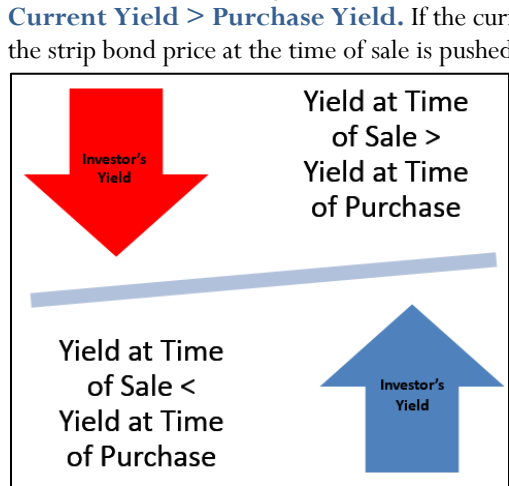 Current Yield > Purchase Yield. If the cur
the strip bond price at the time of sale is pushed
Investor's
Yield
Yield at Time
of Sale >
Yield at Time
of Purchase
Yield at Time
of Sale <
Yield at Time
of Purchase
Investor's
Yield